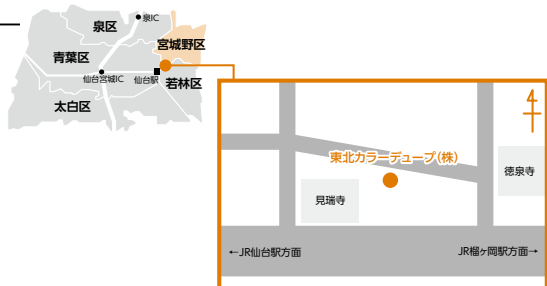 泉IC
泉区
宮城野区
青葉区
仙台宮城IC
仙台駅
若林区
太白区
4
東北カラーデュープ(株)
徳泉寺
見瑞寺
←JR仙台駅方面
JR榴ヶ岡駅方面→